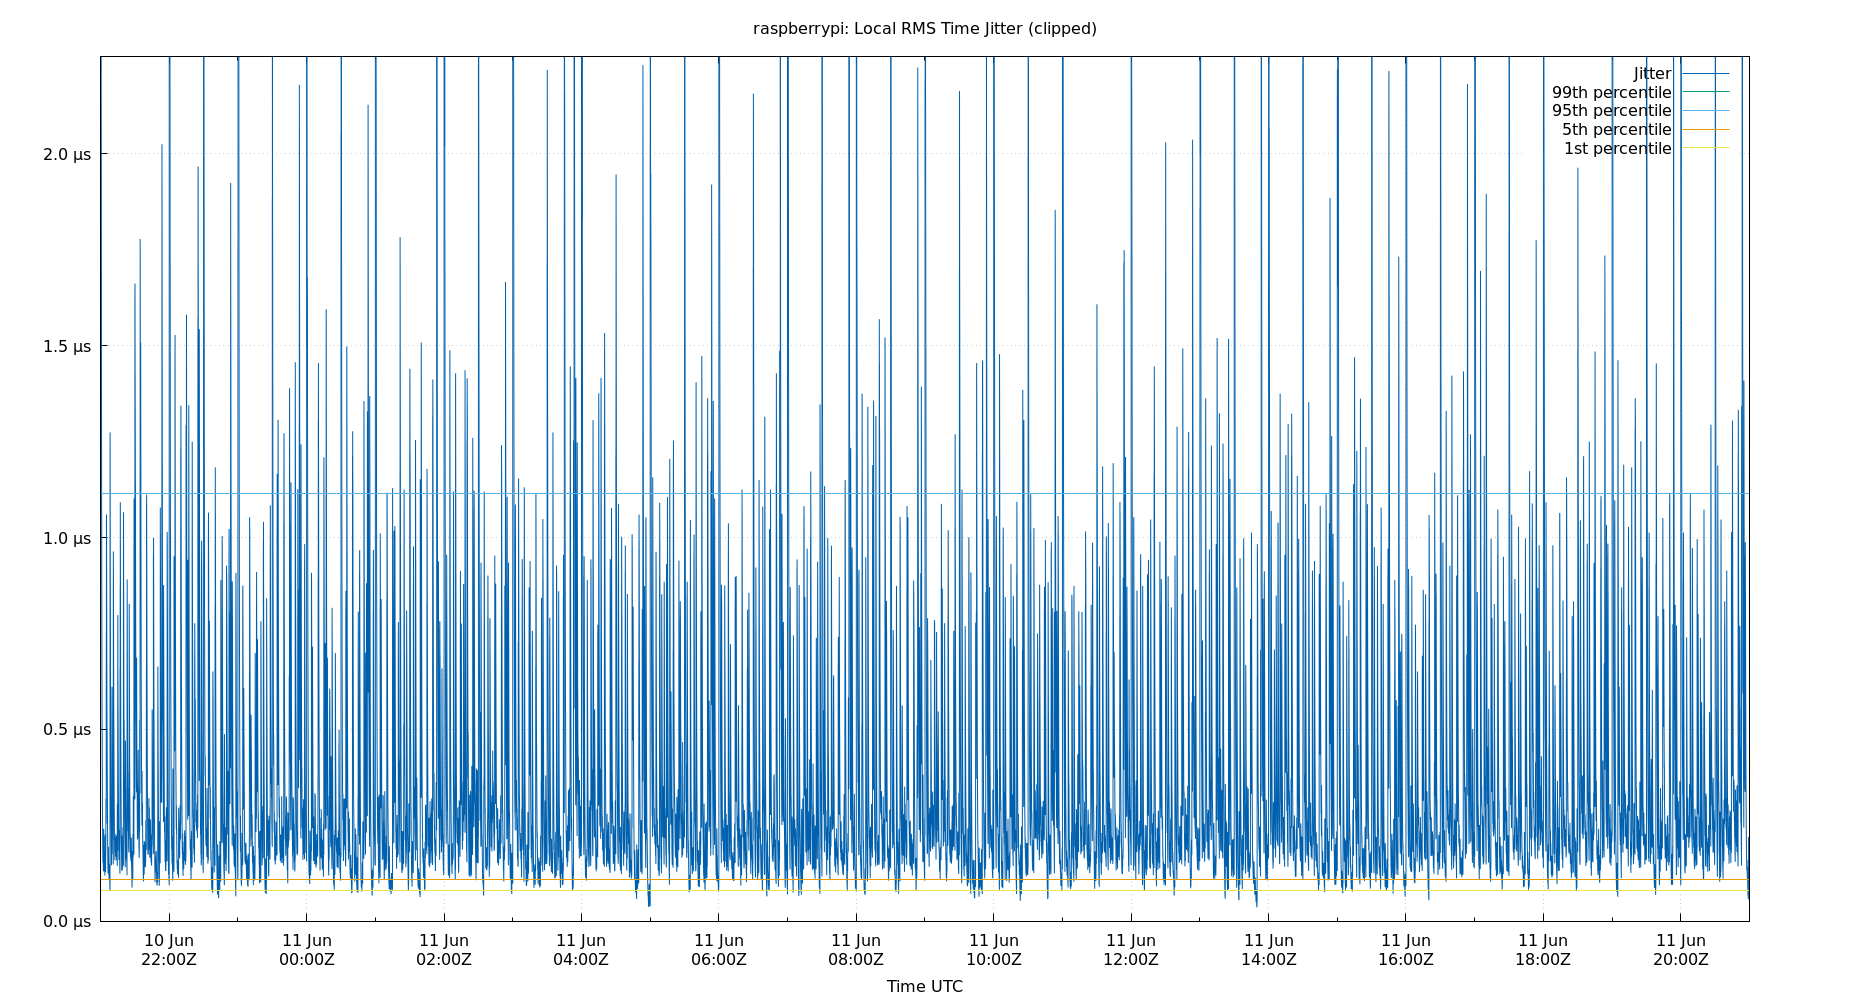 raspberrypi: Local RMS Time Jitter (clipped)
Jitter
99th percentile
95th percentile
5th percentile
1st percentile
2.0 µs
1.5 µs
1.0 µs
0.5 µs
0.0 µs
10 Jun 11 Jun 11 Jun 11 Jun 11 Jun 11 Jun 11 Jun 11 Jun 11 Jun 11 Jun 11 Jun 11 Jun
22:00Z 00:00Z 02:00Z 04:00Z 06:00Z 08:00Z 10:00Z 12:00Z 14:00Z 16:00Z 18:00Z 20:00Z
Time UTC